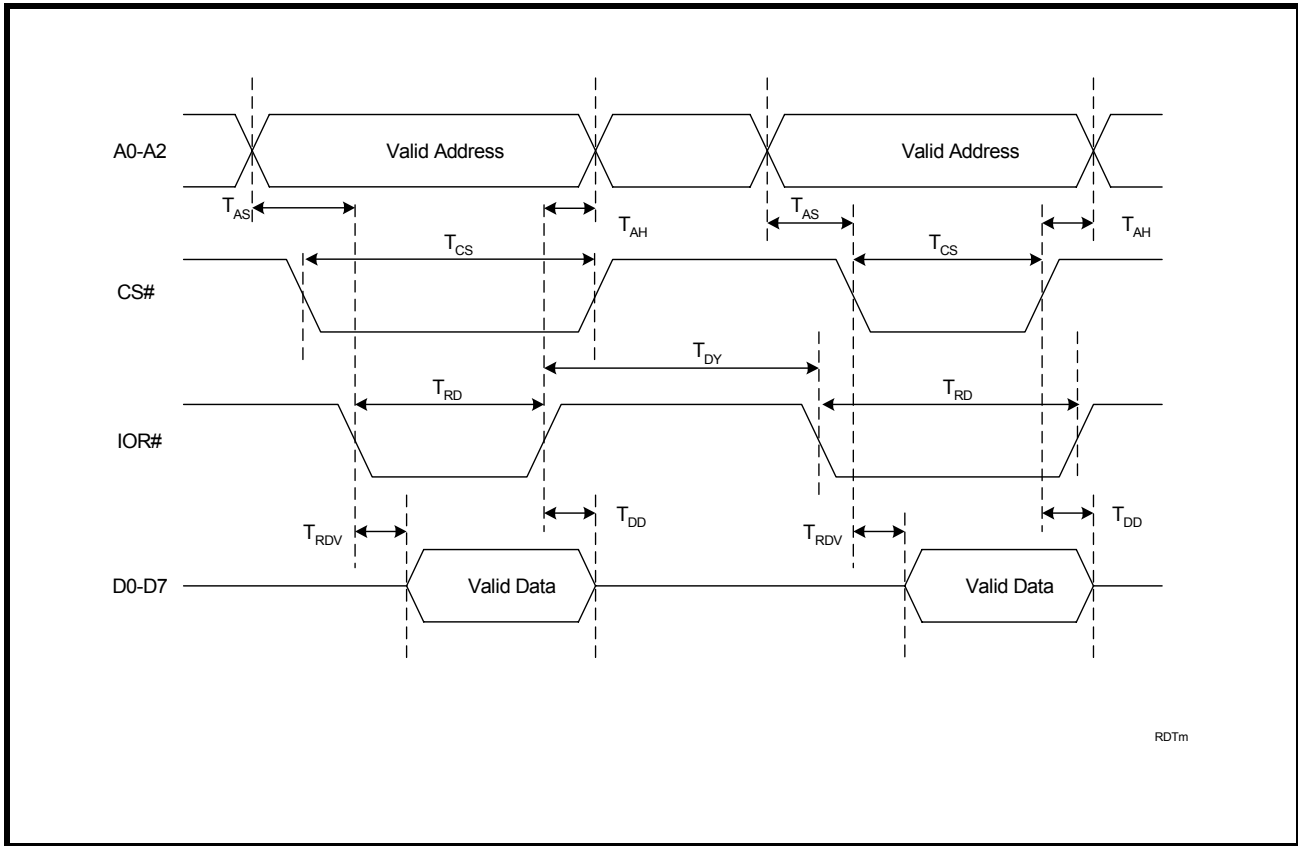 A0-A2
Valid Address
Valid Address
TAS
TAH
TAS
TAH
TCS
TCS
CS#
TDY
TRD
TRD
IOR#
TRDV
TDD
TRDV
TDD
D0-D7
Valid Data
Valid Data
RDTm